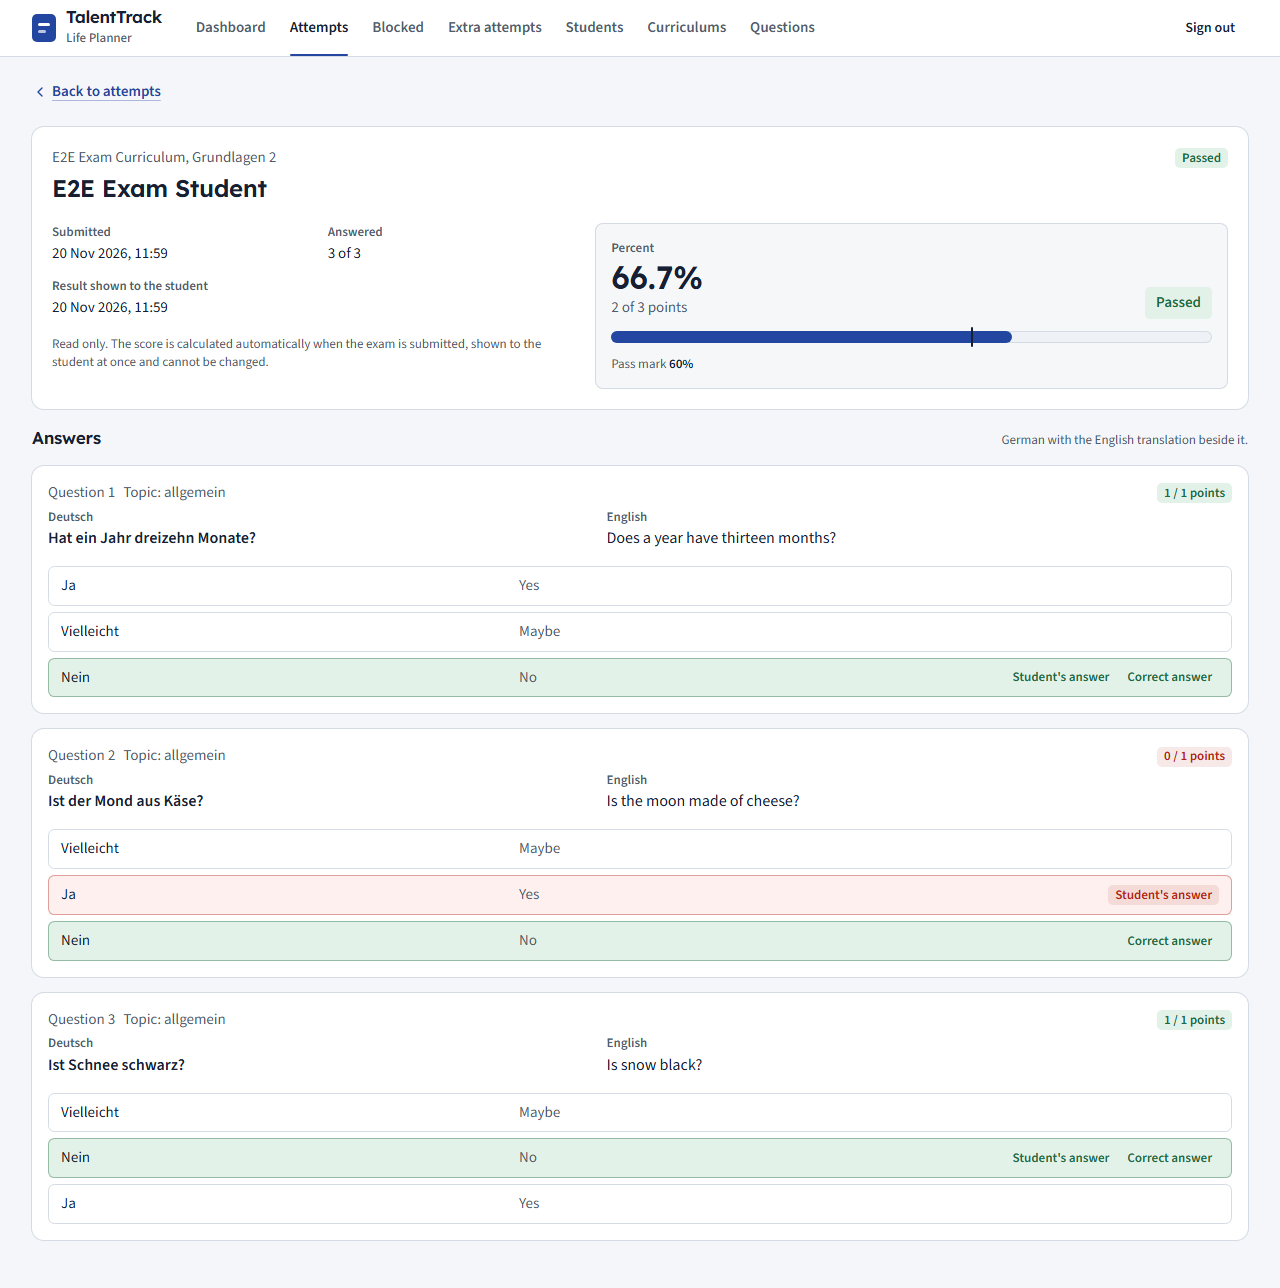 TalentTrack
Life Planner
Dashboard Attempts Blocked Extra attempts Students Curriculums Questions
Sign out
Back to attempts
E2E Exam Curriculum, Grundlagen 2
Passed
E2E Exam Student
Submitted
20 Nov 2026, 11:59
Answered
3 of 3
Result shown to the student
20 Nov 2026, 11:59
Read only. The score is calculated automatically when the exam is submitted, shown to the
student at once and cannot be changed.
Percent
66.7%
2 of 3 points
Passed
Pass mark 60%
Answers
German with the English translation beside it.
Question 1 Topic: allgemein
1 / 1 points
Deutsch
Hat ein Jahr dreizehn Monate?
English
Does a year have thirteen months?
Ja Yes
Vielleicht Maybe
Nein No Student's answer Correct answer
Question 2 Topic: allgemein
0 / 1 points
Deutsch
Ist der Mond aus Käse?
English
Is the moon made of cheese?
Vielleicht Maybe
Ja Yes Student's answer
Nein No Correct answer
Question 3 Topic: allgemein
1 / 1 points
Deutsch
Ist Schnee schwarz?
English
Is snow black?
Vielleicht Maybe
Nein No Student's answer Correct answer
Ja Yes